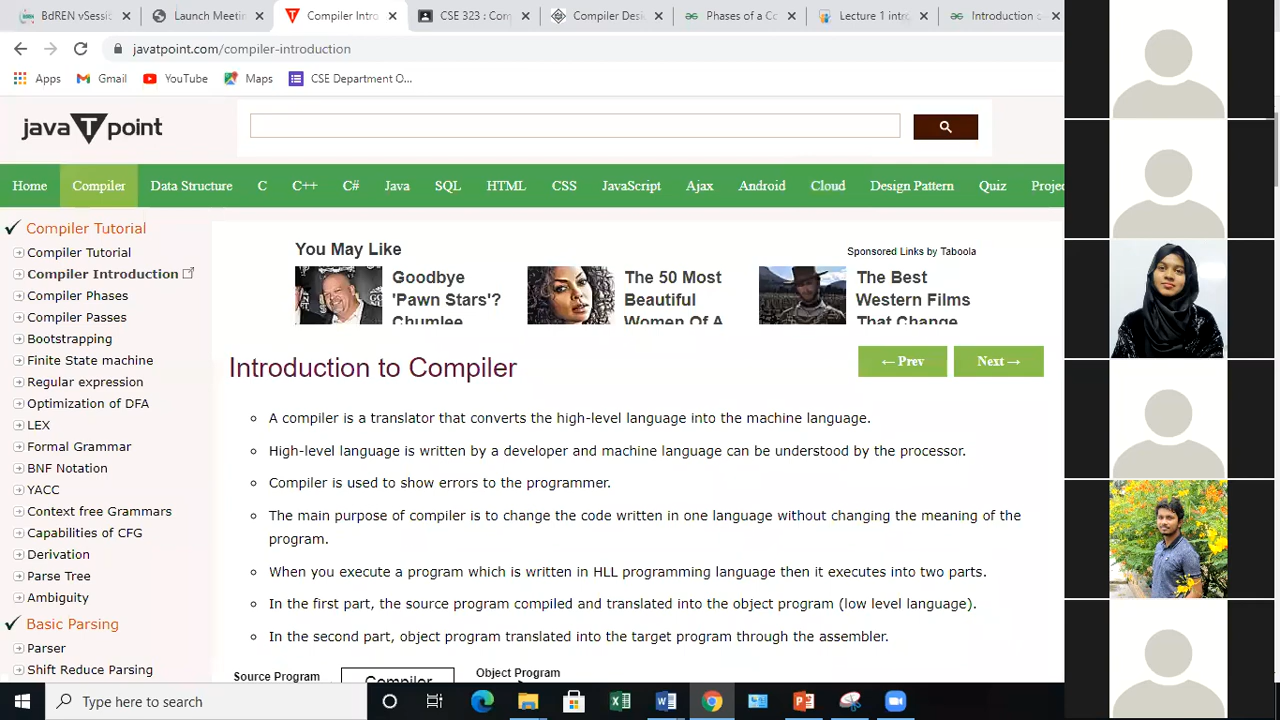 BdREN vSessi
Launch Meeti
Compiler Intro
CSE 323 : Com
Compiler Desi
Phases of a Co
Lecture 1 intro
Introduction o
javatpoint.com/compiler-introduction
Apps
Gmail
YouTube
Maps
CSE Department O...
java T point
Home
Compiler
Data Structure
C
C++
C#
Java
SQL
HTML
CSS
JavaScript
Ajax
Android
Cloud
Design Pattern
Quiz
Projec
Compiler Tutorial
Compiler Tutorial
Compiler Introduction
Compiler Phases
Compiler Passes
Bootstrapping
Finite State machine
Regular expression
Optimization of DFA
LEX
Formal Grammar
BNF Notation
YACC
Context free Grammars
Capabilities of CFG
Derivation
Parse Tree
Ambiguity
Basic Parsing
Parser
Shift Reduce Parsing
You May Like
Sponsored Links by Taboola
Goodbye
'Pawn Stars'?
Chumlee
The 50 Most
Beautiful
Women Of A
The Best
Western Films
That Change
Introduction to Compiler
← Prev
Next →
A compiler is a translator that converts the high-level language into the machine language.
High-level language is written by a developer and machine language can be understood by the processor.
Compiler is used to show errors to the programmer.
The main purpose of compiler is to change the code written in one language without changing the meaning of the
program.
When you execute a program which is written in HLL programming language then it executes into two parts.
In the first part, the source program compiled and translated into the object program (low level language).
In the second part, object program translated into the target program through the assembler.
Source Program
Compiler
Object Program
Type here to search